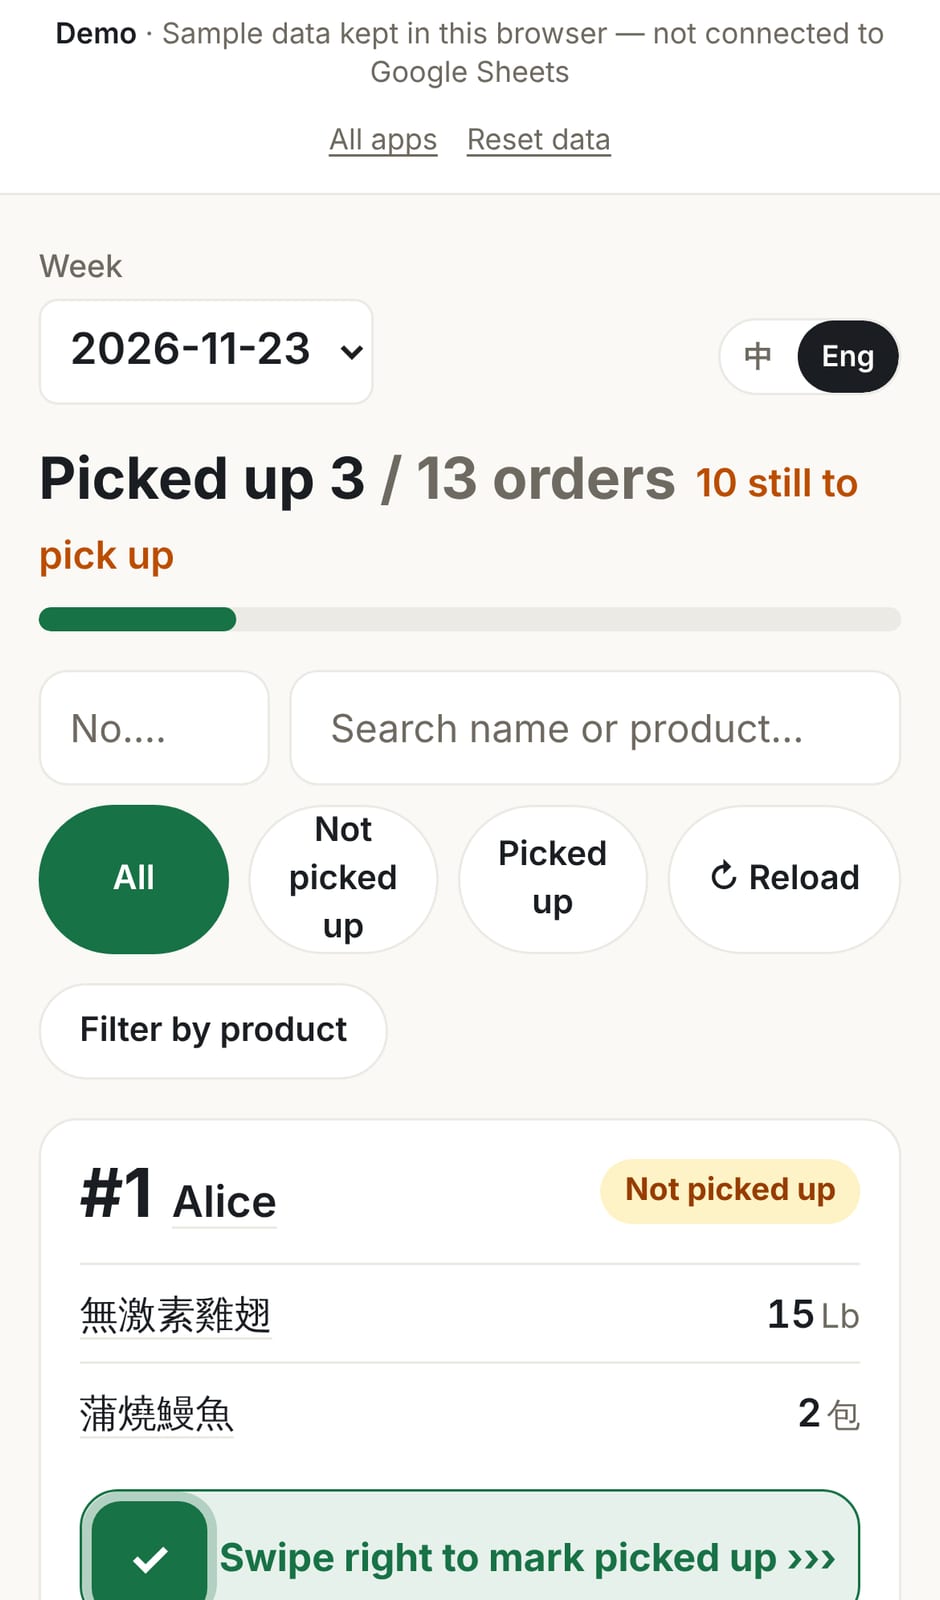 Demo · Sample data kept in this browser — not connected to
Google Sheets
All apps Reset data
Week
2026-11-23
中 Eng
Picked up 3 / 13 orders 10 still to
pick up
No.... Search name or product...
All
Not
picked
up
Picked
up
↻ Reload
Filter by product
#1 Alice Not picked up
無激素雞翅 15 Lb
蒲燒鰻魚 2 包
Swipe right to mark picked up ›››